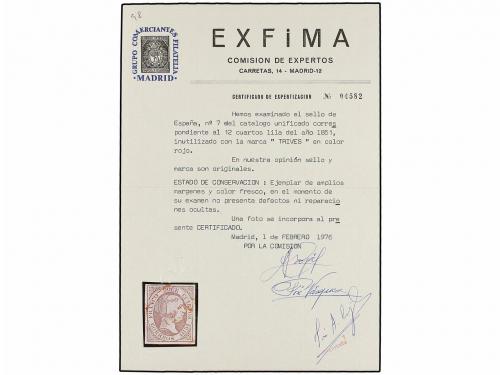 98
GRUPO COMERCIANTES FILATELIA
·MADRID·
EXFiMA
COMISION DE EXPERTOS
CARRETAS, 14 - MADRID-12
CERTIFICADO DE EXPERTIZACION Nº 04582
Hemos examinado el sello de
España, nº 7 del catalogo unificado corres
pondiente al 12 cuartos lila del año 1851,
inutilizado con la marca " TRIVES " en color
rojo.
En nuestra opinión sello y
marca son originales.
ESTADO DE CONSERVACION : Ejemplar de amplios
margenes y color fresco, en el momento de
su examen no presenta defectos ni reparacio
nes ocultas.
Una foto se incorpora al pre
sente CERTIFICADO.
Madrid, 1 de FEBRERO 1976
POR LA COMISION